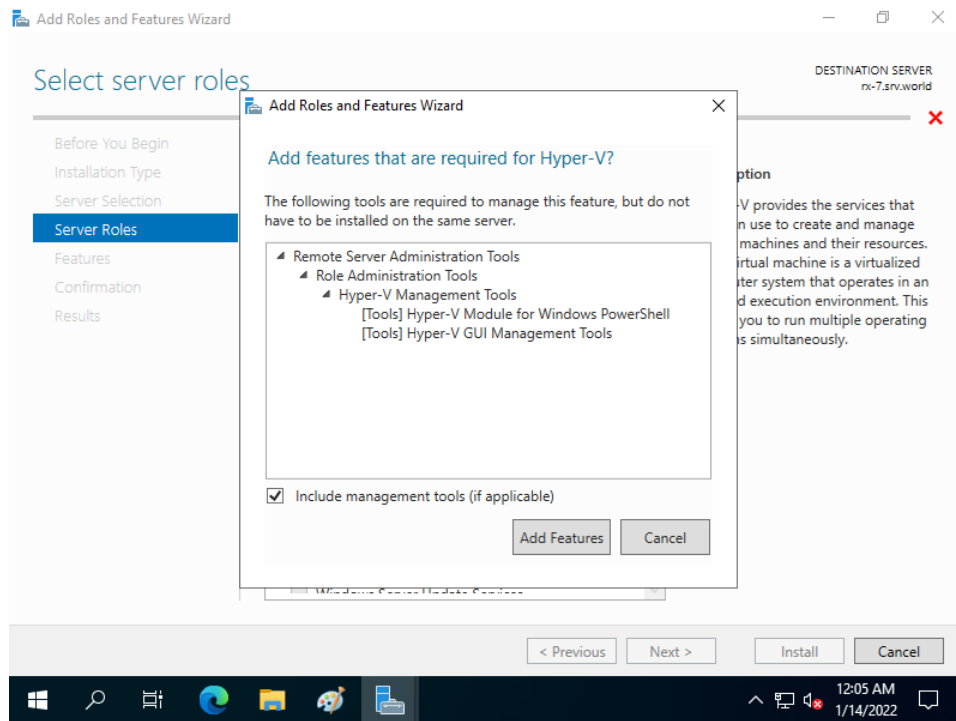 Add Roles and Features Wizard
Select server roles
DESTINATION SERVER
rx-7.srv.world
Before You Begin
Installation Type
Server Selection
Server Roles
Features
Confirmation
Results
Add Roles and Features Wizard
Add features that are required for Hyper-V?
The following tools are required to manage this feature, but do not
have to be installed on the same server.
Remote Server Administration Tools
Role Administration Tools
Hyper-V Management Tools
[Tools] Hyper-V Module for Windows PowerShell
[Tools] Hyper-V GUI Management Tools
Include management tools (if applicable)
Add Features
Cancel
ption
-V provides the services that
n use to create and manage
machines and their resources.
irtual machine is a virtualized
uter system that operates in an
d execution environment. This
you to run multiple operating
s simultaneously.
Windows Server Update Services
< Previous
Next >
Install
Cancel
12:05 AM
1/14/2022